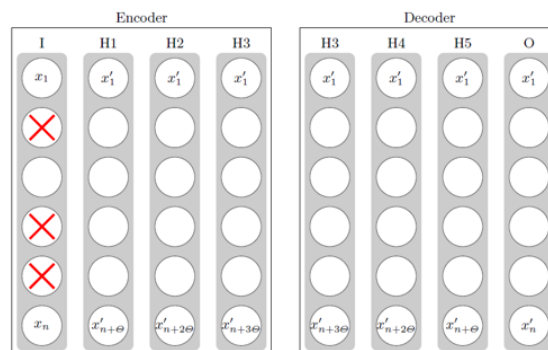 Encoder Decoder
I H1 H2 H3 H3 H4 H5 O
x₁ x′₁ x′₁ x′₁ x′₁ x′₁ x′₁ x′₁
xₙ x′ₙ₊Θ x′ₙ₊₂Θ x′ₙ₊₃Θ x′ₙ₊₃Θ x′ₙ₊₂Θ x′ₙ₊Θ x′ₙ